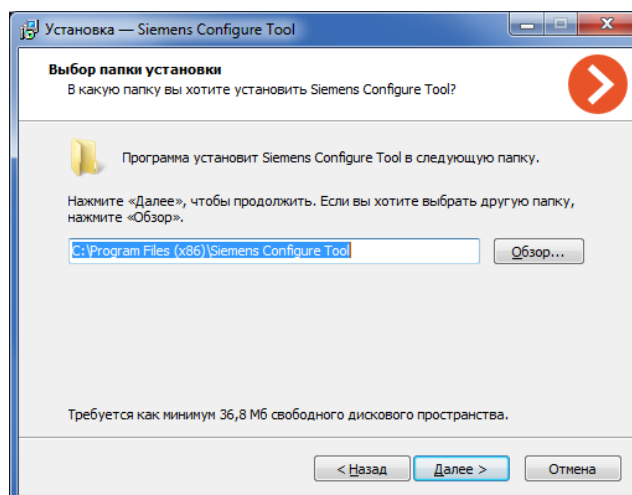 Установка — Siemens Configure Tool
Выбор папки установки
В какую папку вы хотите установить Siemens Configure Tool?
Программа установит Siemens Configure Tool в следующую папку.
Нажмите «Далее», чтобы продолжить. Если вы хотите выбрать другую папку,
нажмите «Обзор».
C:\Program Files (x86)\Siemens Configure Tool
Обзор...
Требуется как минимум 36,8 Мб свободного дискового пространства.
< Назад
Далее >
Отмена